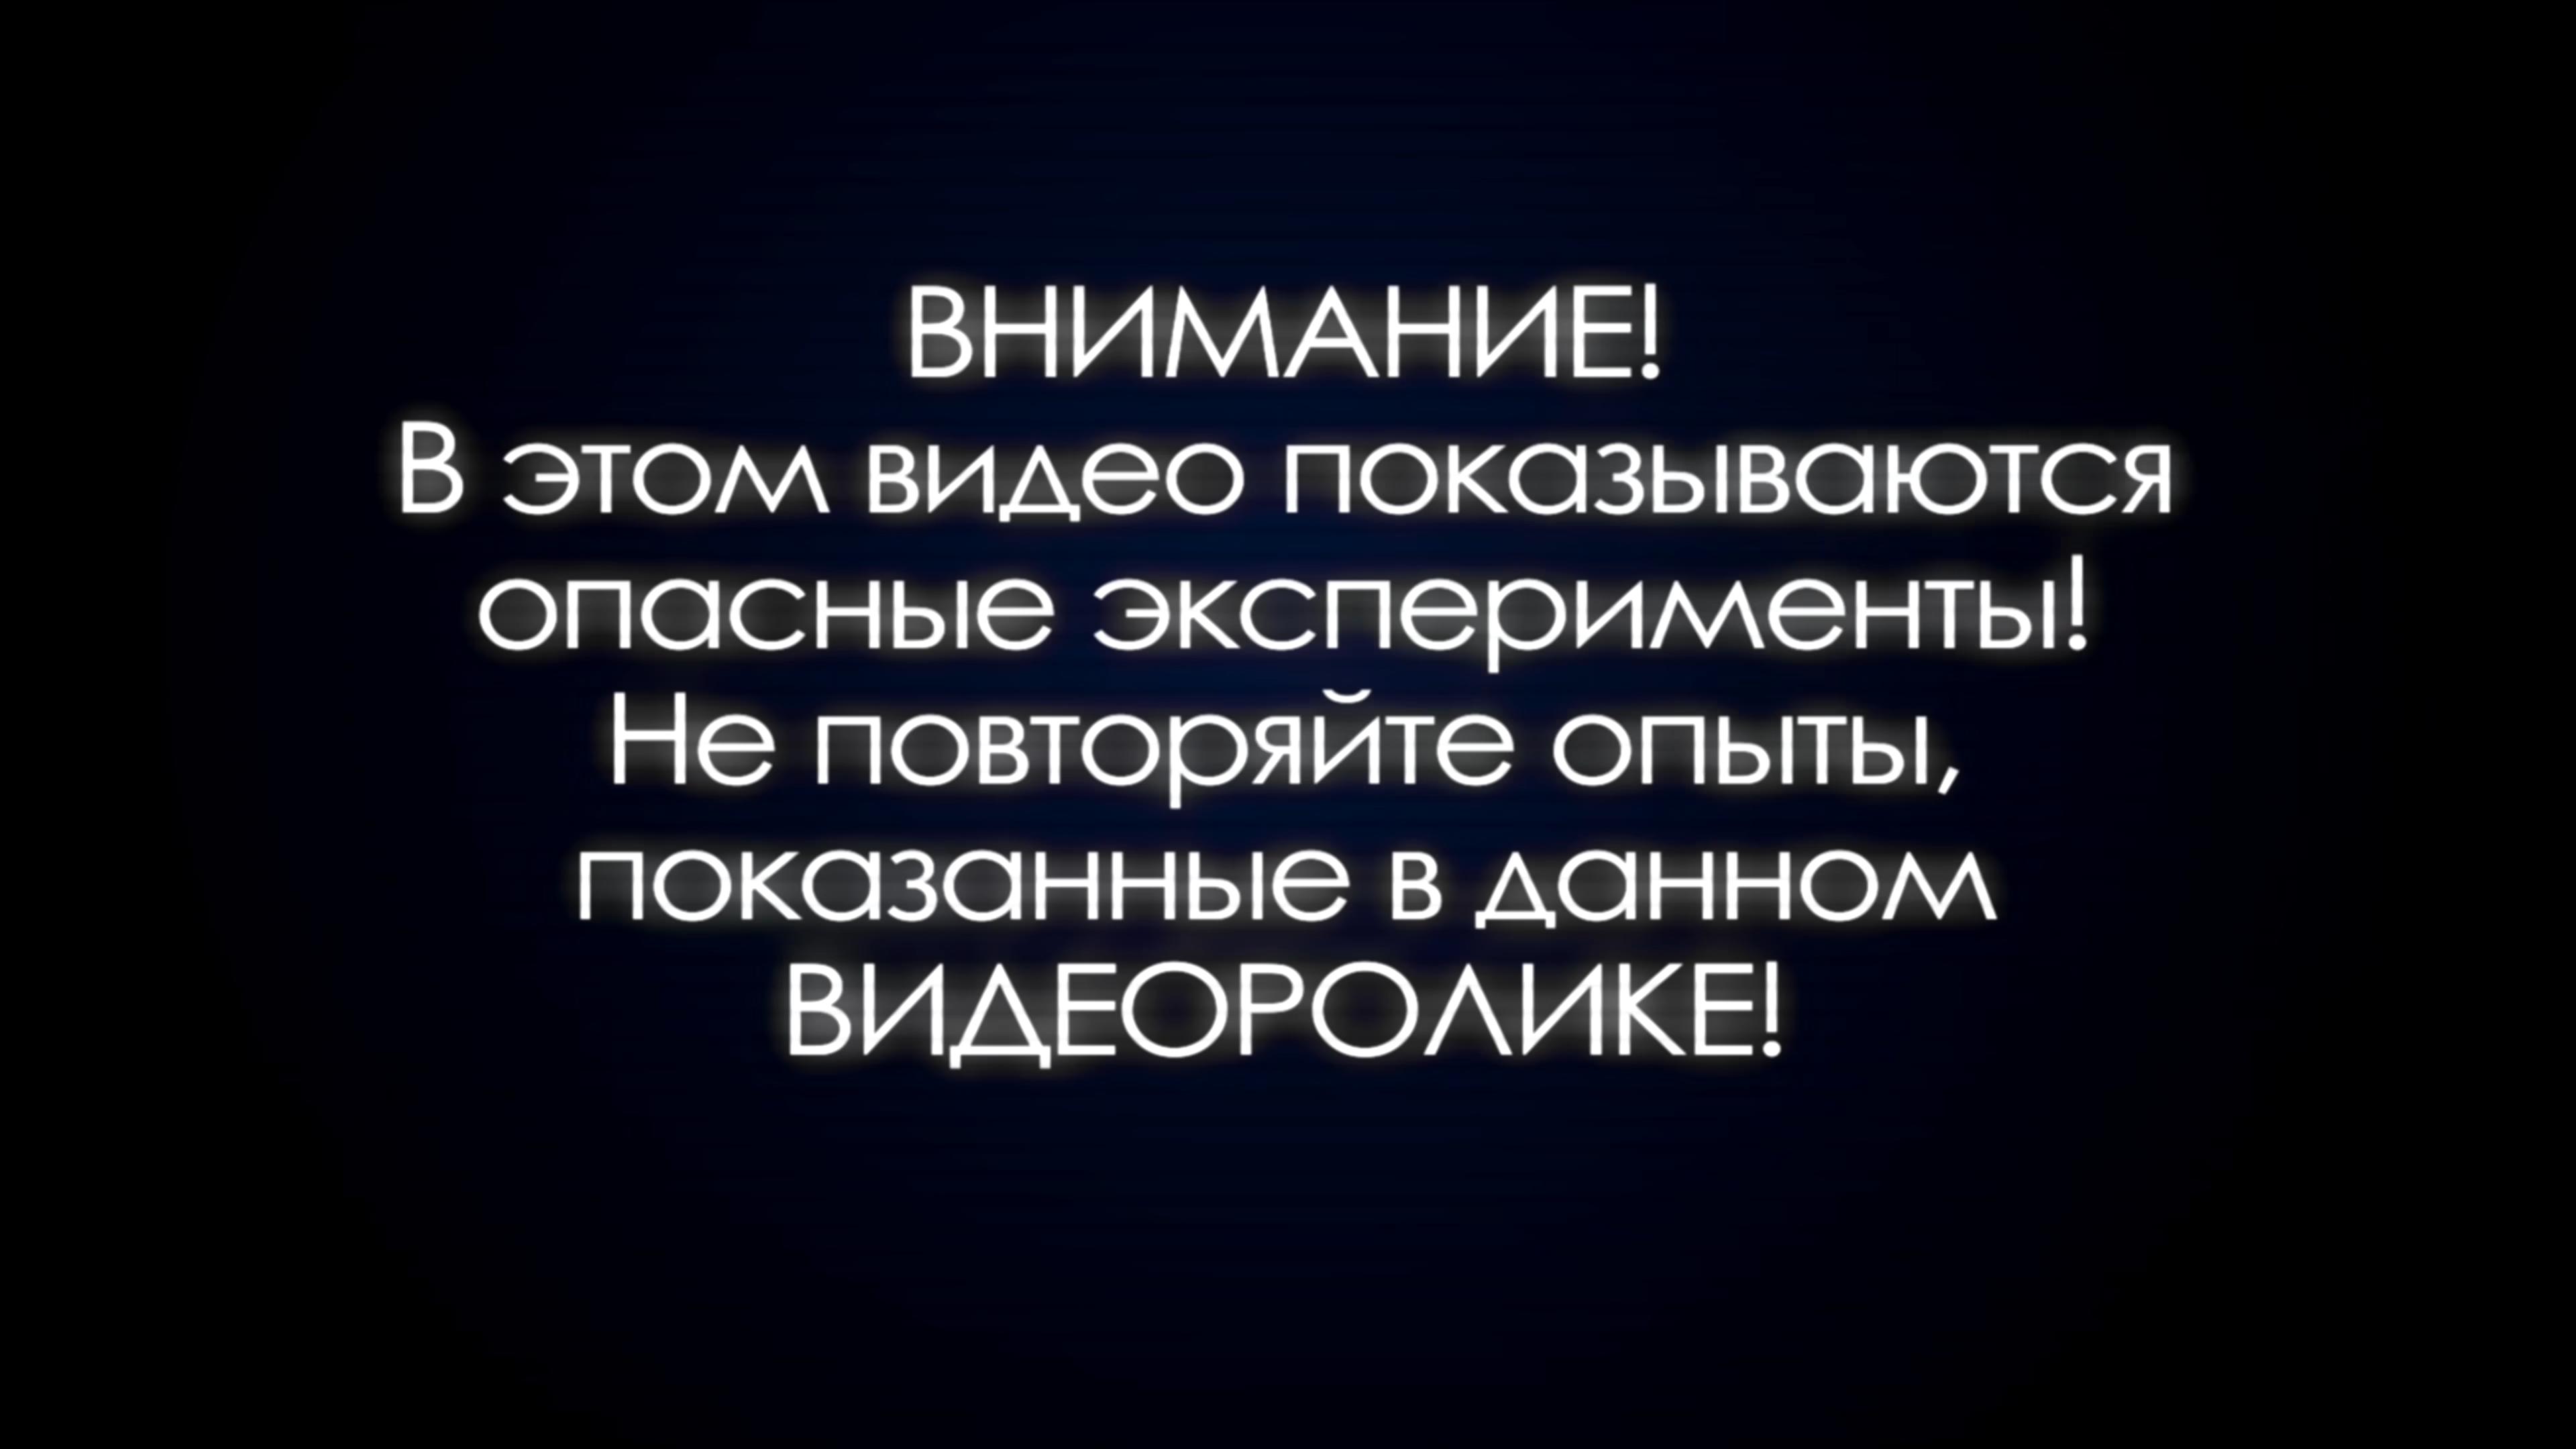 ВНИМАНИЕ!
В этом видео показываются
опасные эксперименты!
Не повторяйте опыты,
показанные в данном
ВИДЕОРОЛИКЕ!